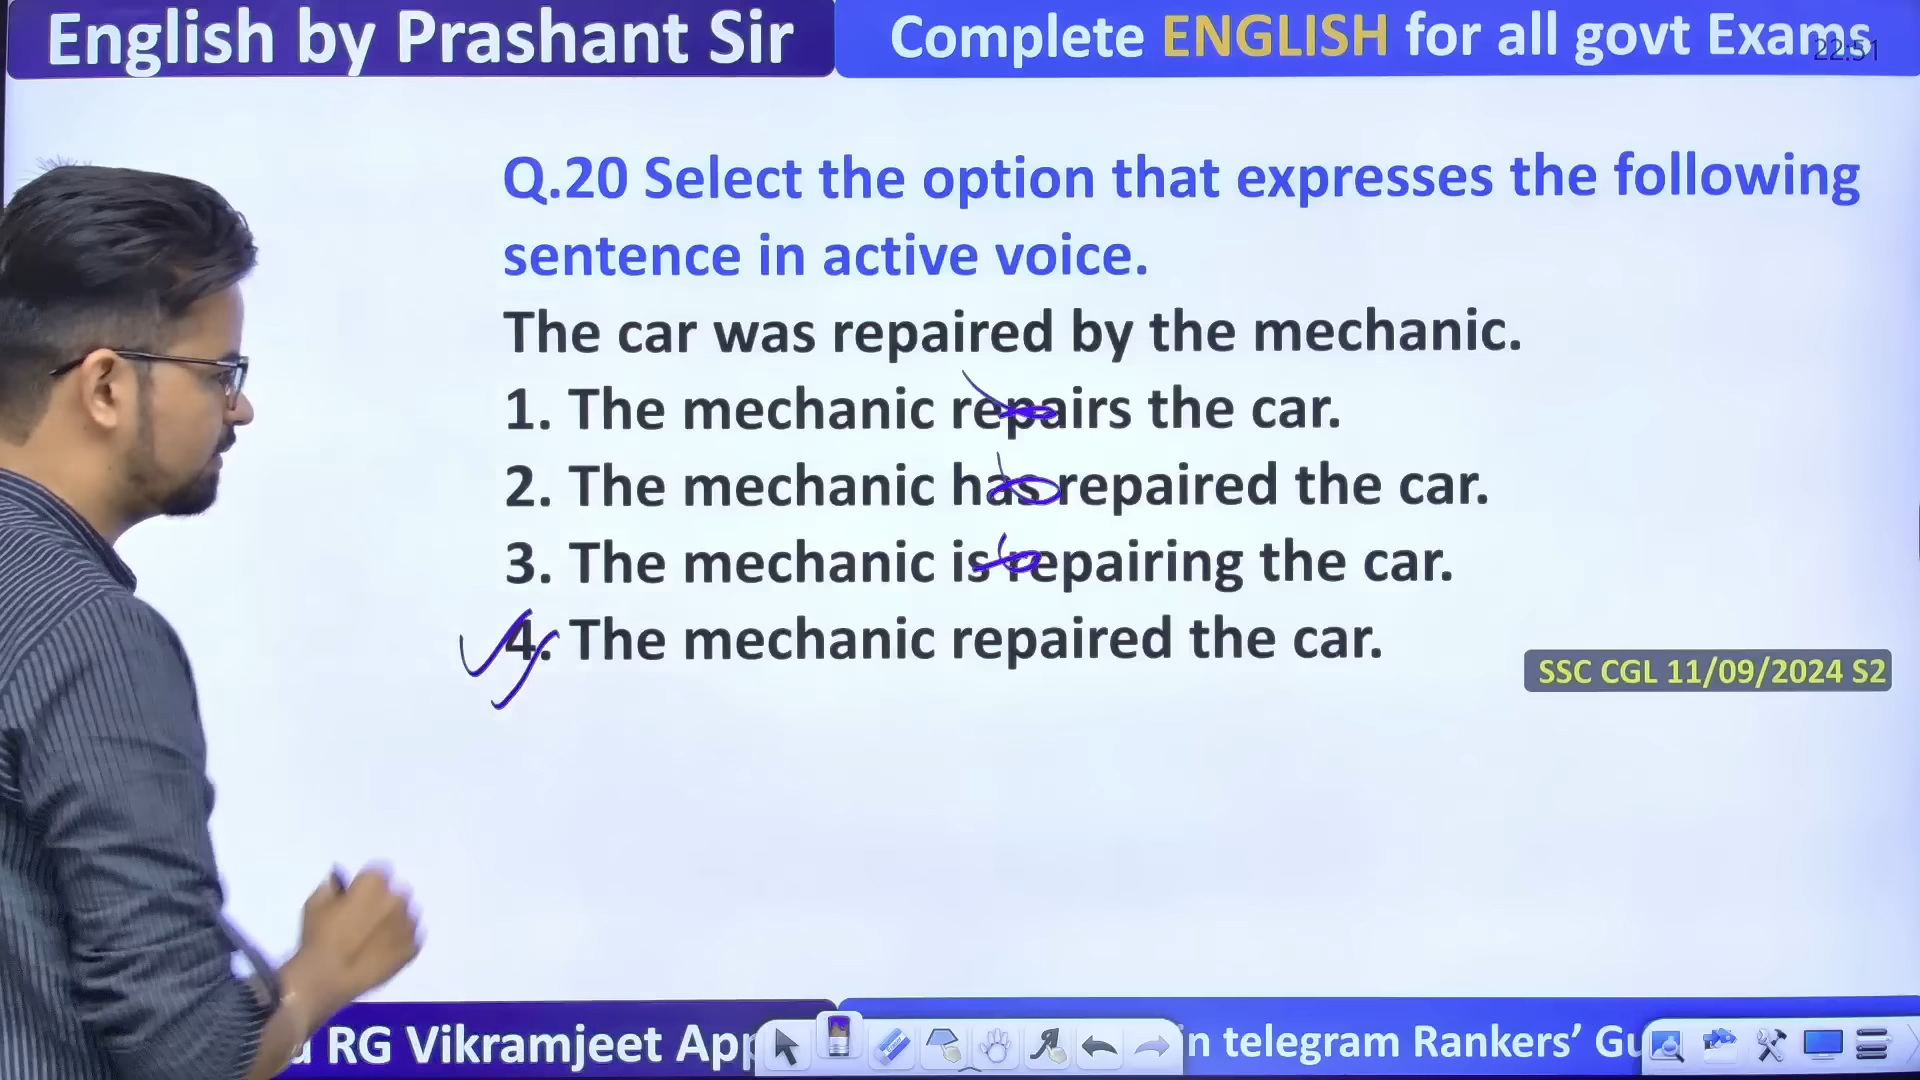 English by Prashant Sir
Complete ENGLISH for all govt Exams
22:51
Q.20 Select the option that expresses the following
sentence in active voice.
The car was repaired by the mechanic.
1. The mechanic repairs the car.
2. The mechanic has repaired the car.
3. The mechanic is repairing the car.
4. The mechanic repaired the car.
SSC CGL 11/09/2024 S2
RG Vikramjeet App
in telegram Rankers’ Gu